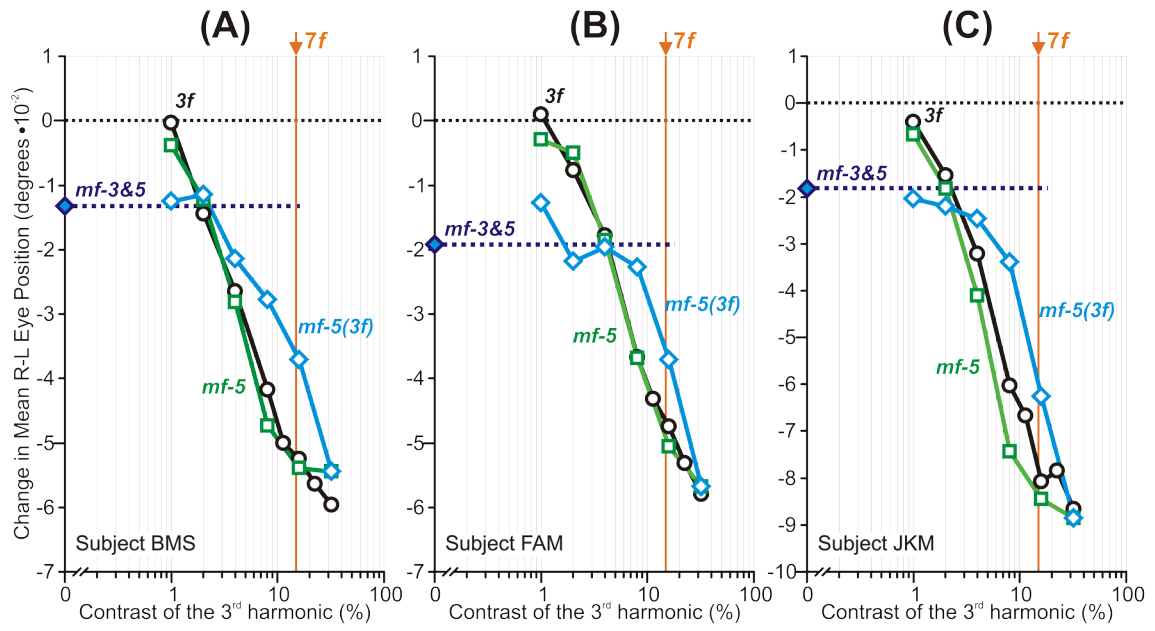 (A) (B) (C)
7f 7f 7f
Change in Mean R-L Eye Position (degrees •10-2)
1
0
-1
-2
-3
-4
-5
-6
-7
3f
mf-3&5
mf-5(3f)
mf-5
Subject BMS
0 1 10 100
Contrast of the 3rd harmonic (%)
1
0
-1
-2
-3
-4
-5
-6
-7
3f
mf-3&5
mf-5(3f)
mf-5
Subject FAM
0 1 10 100
Contrast of the 3rd harmonic (%)
1
0
-1
-2
-3
-4
-5
-6
-7
-8
-9
-10
3f
mf-3&5
mf-5(3f)
mf-5
Subject JKM
0 1 10 100
Contrast of the 3rd harmonic (%)